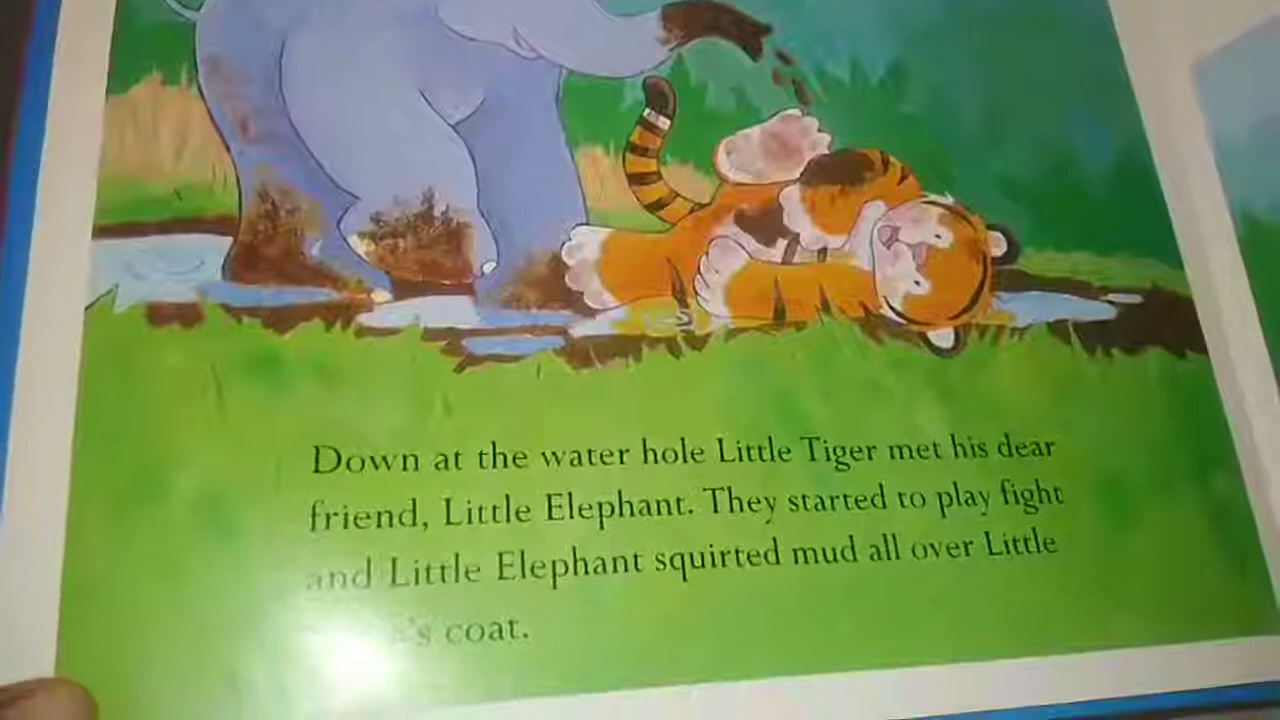 Down at the water hole Little Tiger met his dear
friend, Little Elephant. They started to play fight
and Little Elephant squirted mud all over Little
coat.